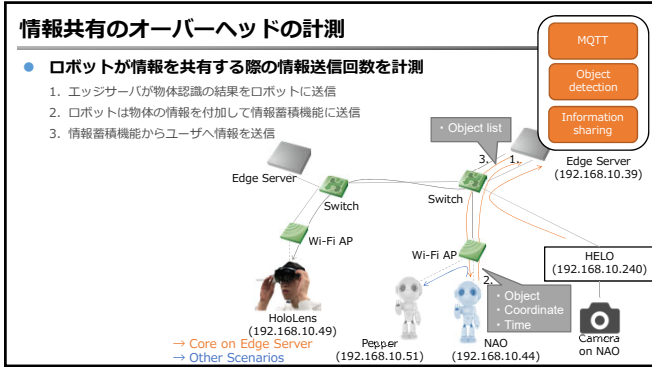 情報共有のオーバーヘッドの計測
● ロボットが情報を共有する際の情報送信回数を計測
1. エッジサーバが物体認識の結果をロボットに送信
2. ロボットは物体の情報を付加して情報蓄積機能に送信
3. 情報蓄積機能からユーザへ情報を送信
MQTT
Object
detection
Information
sharing
・Object list
3.
1.
Edge Server
(192.168.10.39)
Edge Server
Switch
Switch
Wi-Fi AP
Wi-Fi AP
HELO
(192.168.10.240)
2.
・Object
・Coordinate
・Time
HoloLens
(192.168.10.49)
Pepper
(192.168.10.51)
NAO
(192.168.10.44)
Camera
on NAO
→ Core on Edge Server
→ Other Scenarios